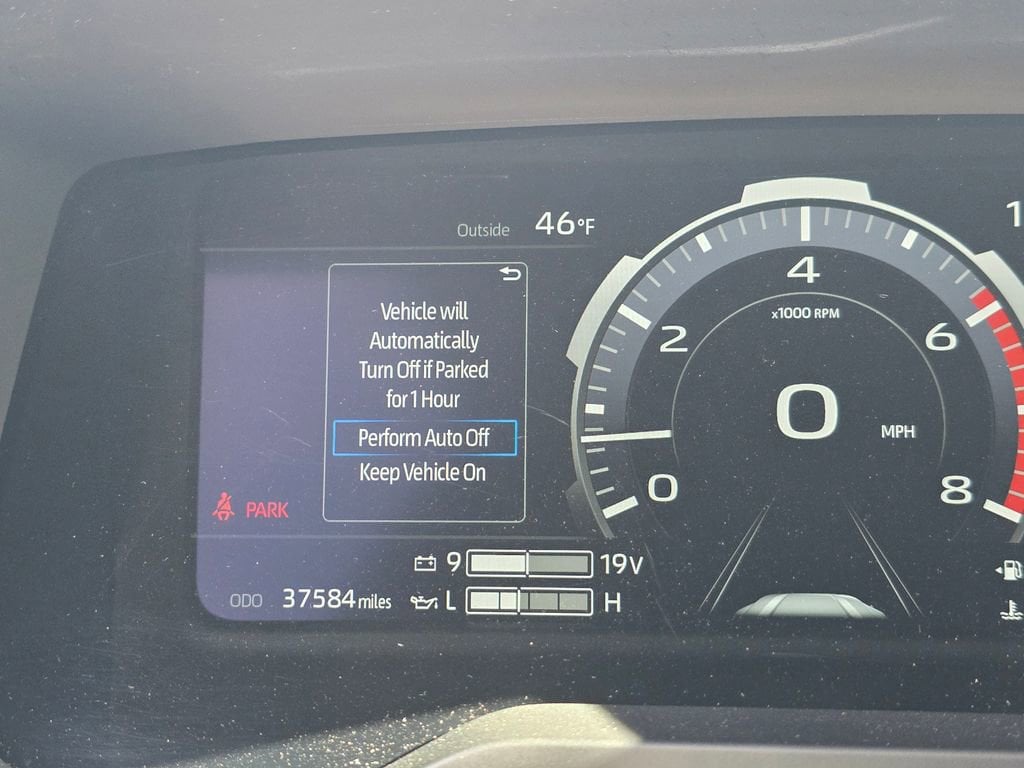 Outside 46°F
Vehicle will
Automatically
Turn Off if Parked
for 1 Hour
Perform Auto Off
Keep Vehicle On
PARK
9 19V
ODO 37584 miles L H
4
x1000 RPM
2 6
0 MPH
0 8
1